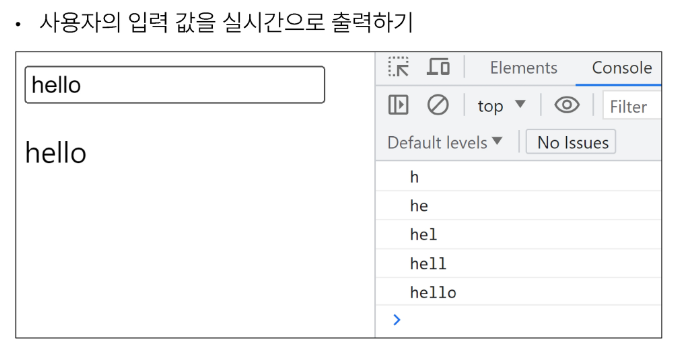 • 사용자의 입력 값을 실시간으로 출력하기
hello
hello
Elements Console
top ▼ Filter
Default levels ▼ No Issues
h
he
hel
hell
hello
>